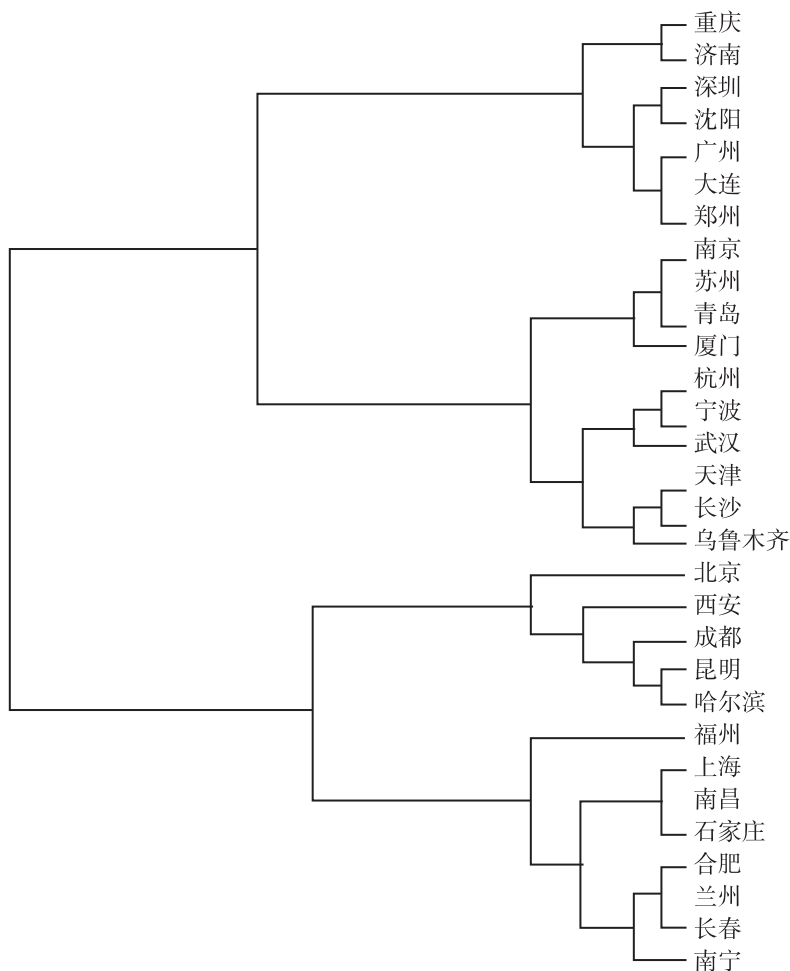 重庆
济南
深圳
沈阳
广州
大连
郑州
南京
苏州
青岛
厦门
杭州
宁波
武汉
天津
长沙
乌鲁木齐
北京
西安
成都
昆明
哈尔滨
福州
上海
南昌
石家庄
合肥
兰州
长春
南宁